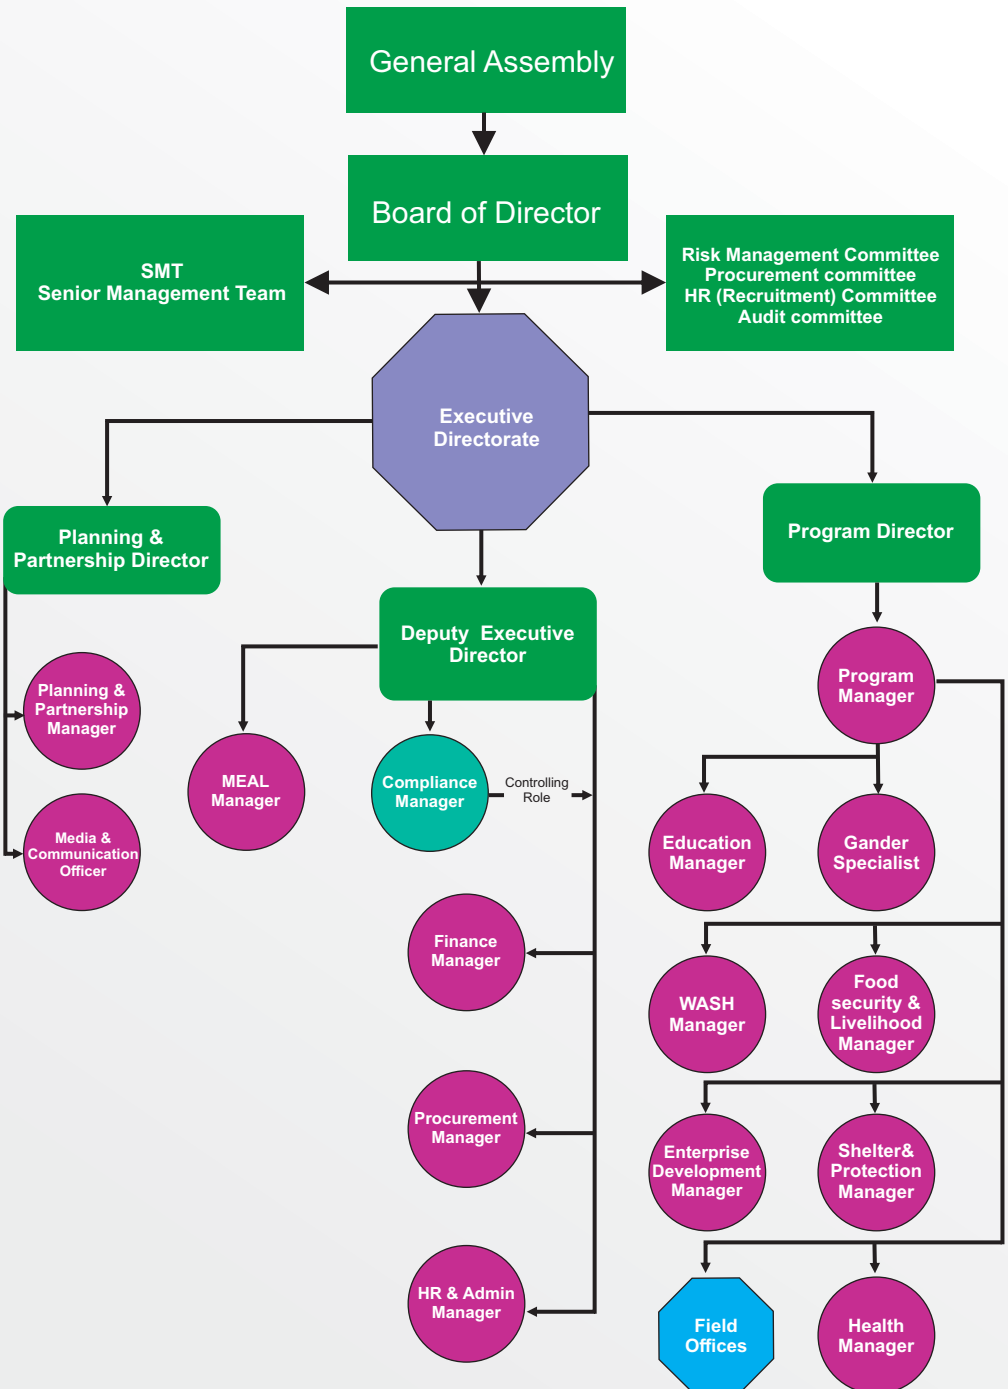 General Assembly
Board of Director
SMT
Senior Management Team
Risk Management Committee
Procurement committee
HR (Recruitment) Committee
Audit committee
Executive
Directorate
Planning &
Partnership Director
Program Director
Deputy Executive
Director
Planning &
Partnership
Manager
Media &
Communication
Officer
MEAL
Manager
Compliance
Manager
Controlling
Role
Finance
Manager
Procurement
Manager
HR & Admin
Manager
Program
Manager
Education
Manager
Gander
Specialist
WASH
Manager
Food
security &
Livelihood
Manager
Enterprise
Development
Manager
Shelter&
Protection
Manager
Field
Offices
Health
Manager